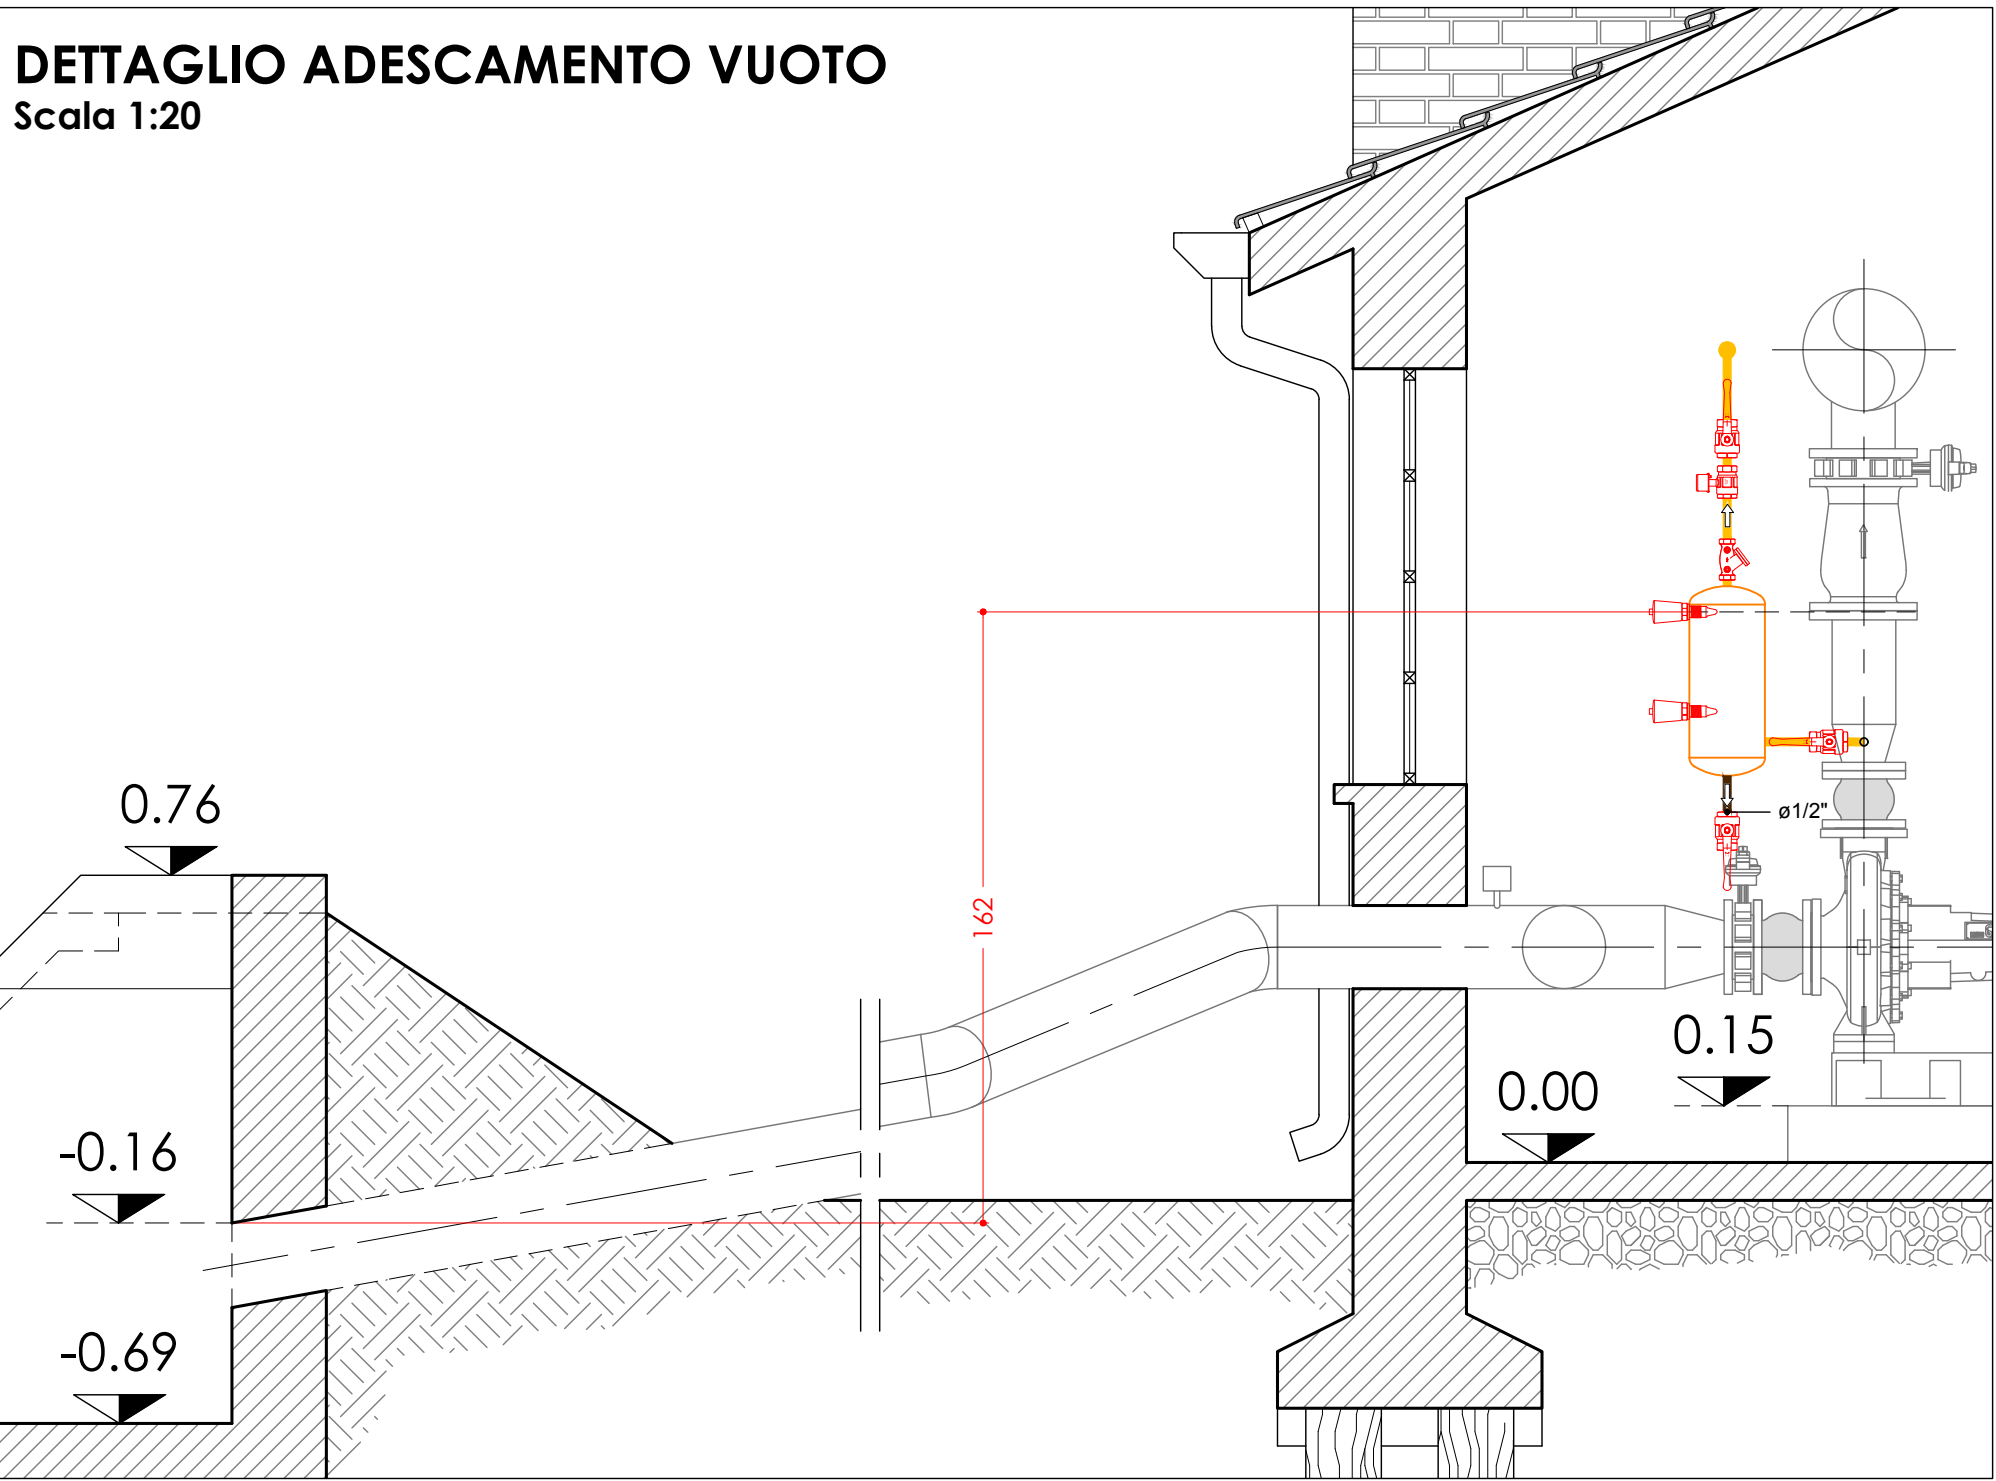 DETTAGLIO ADESCAMENTO VUOTO
Scala 1:20
0.76
ø1/2"
162
0.15
0.00
-0.16
-0.69